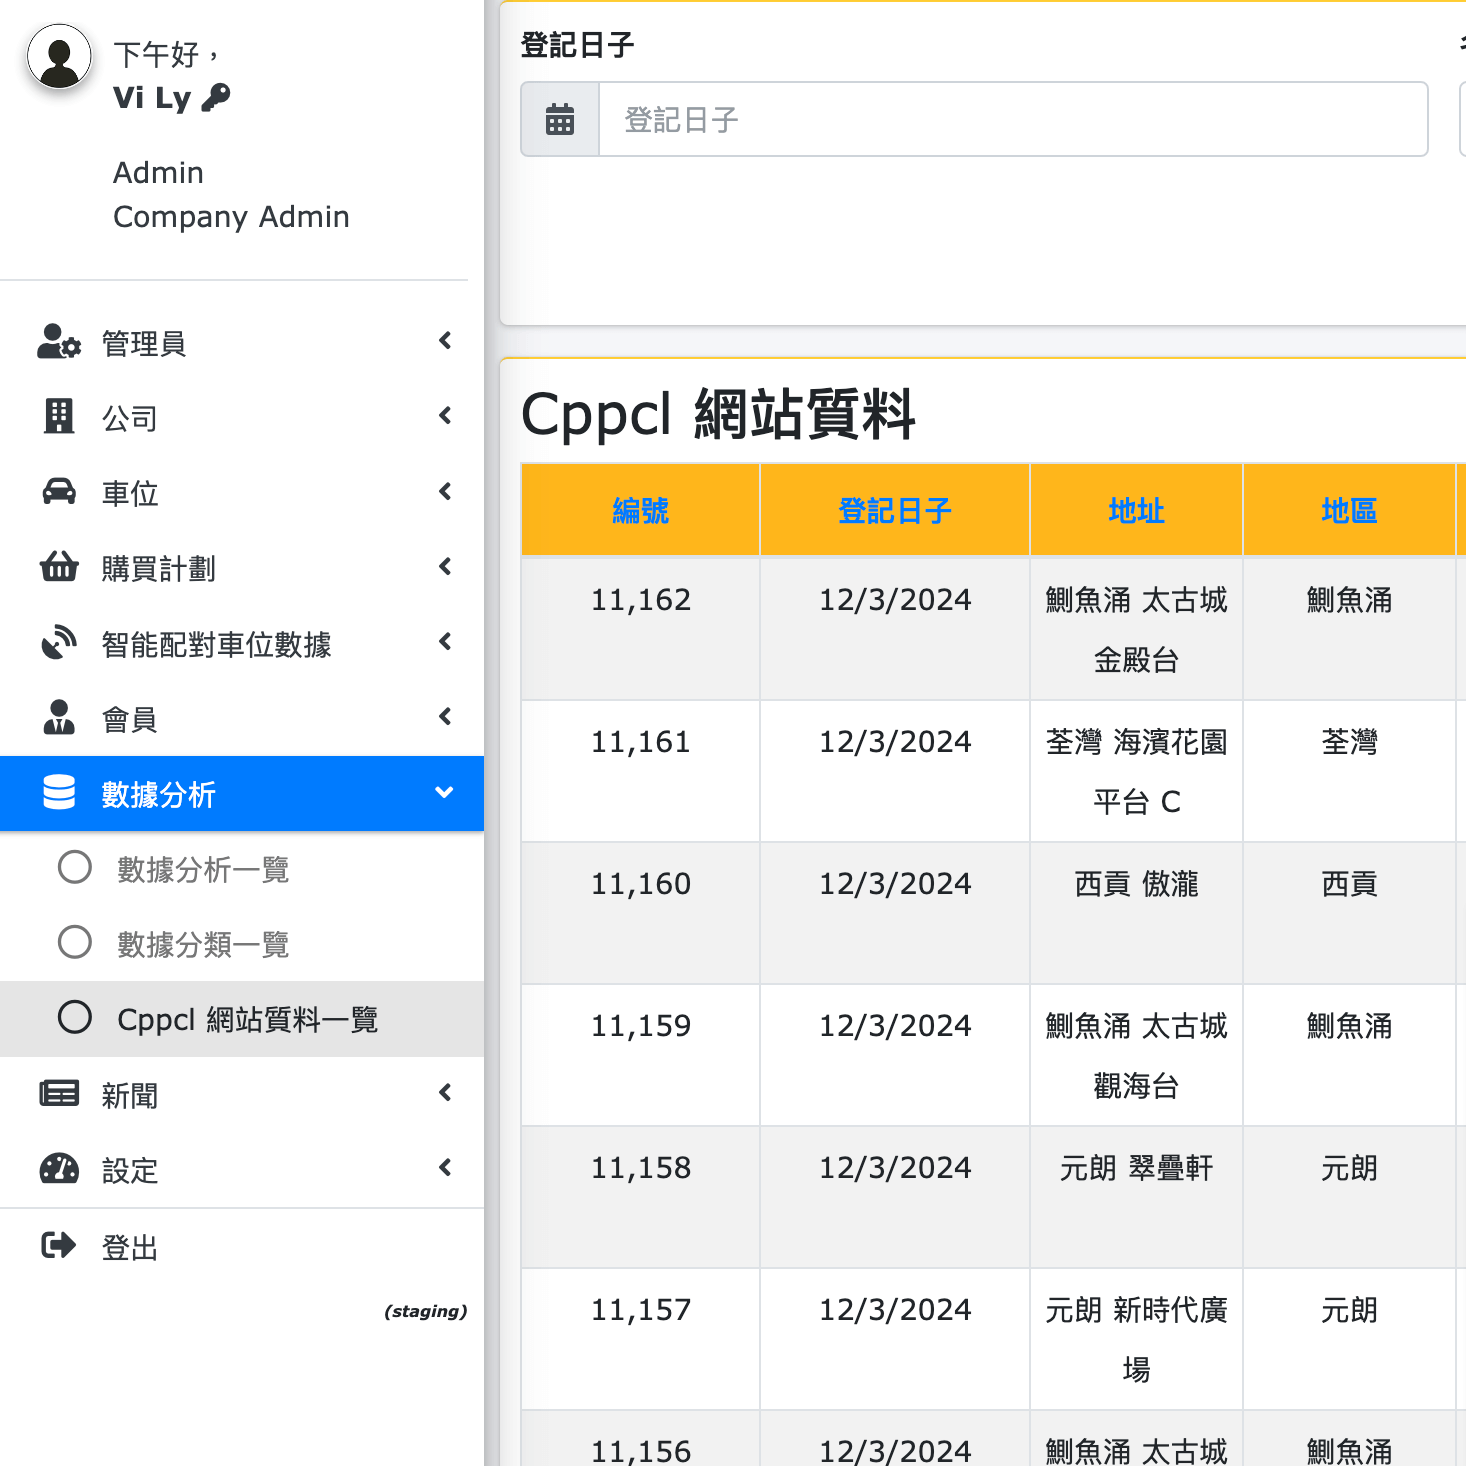 下午好，
Vi Ly
Admin
Company Admin
管理員
公司
車位
購買計劃
智能配對車位數據
會員
數據分析
數據分析一覽
數據分類一覽
Cppcl 網站質料一覽
新聞
設定
登出
(staging)
登記日子
登記日子
Cppcl 網站質料
編號 登記日子 地址 地區
11,162 12/3/2024 鰂魚涌 太古城 鰂魚涌
金殿台
11,161 12/3/2024 荃灣 海濱花園 荃灣
平台 C
11,160 12/3/2024 西貢 傲瀧 西貢
11,159 12/3/2024 鰂魚涌 太古城 鰂魚涌
觀海台
11,158 12/3/2024 元朗 翠疊軒 元朗
11,157 12/3/2024 元朗 新時代廣 元朗
場
11,156 12/3/2024 鰂魚涌 太古城 鰂魚涌